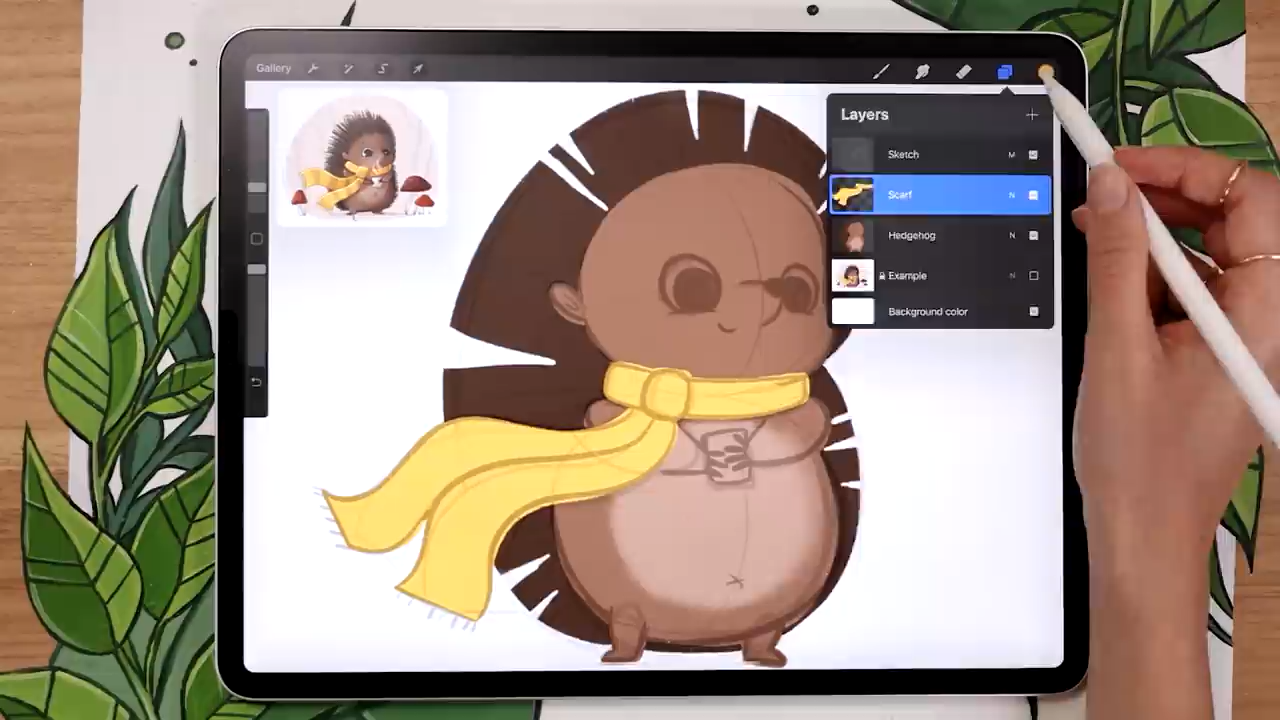 Gallery
Layers
Sketch M
Scarf N
Hedgehog N
Example N
Background color